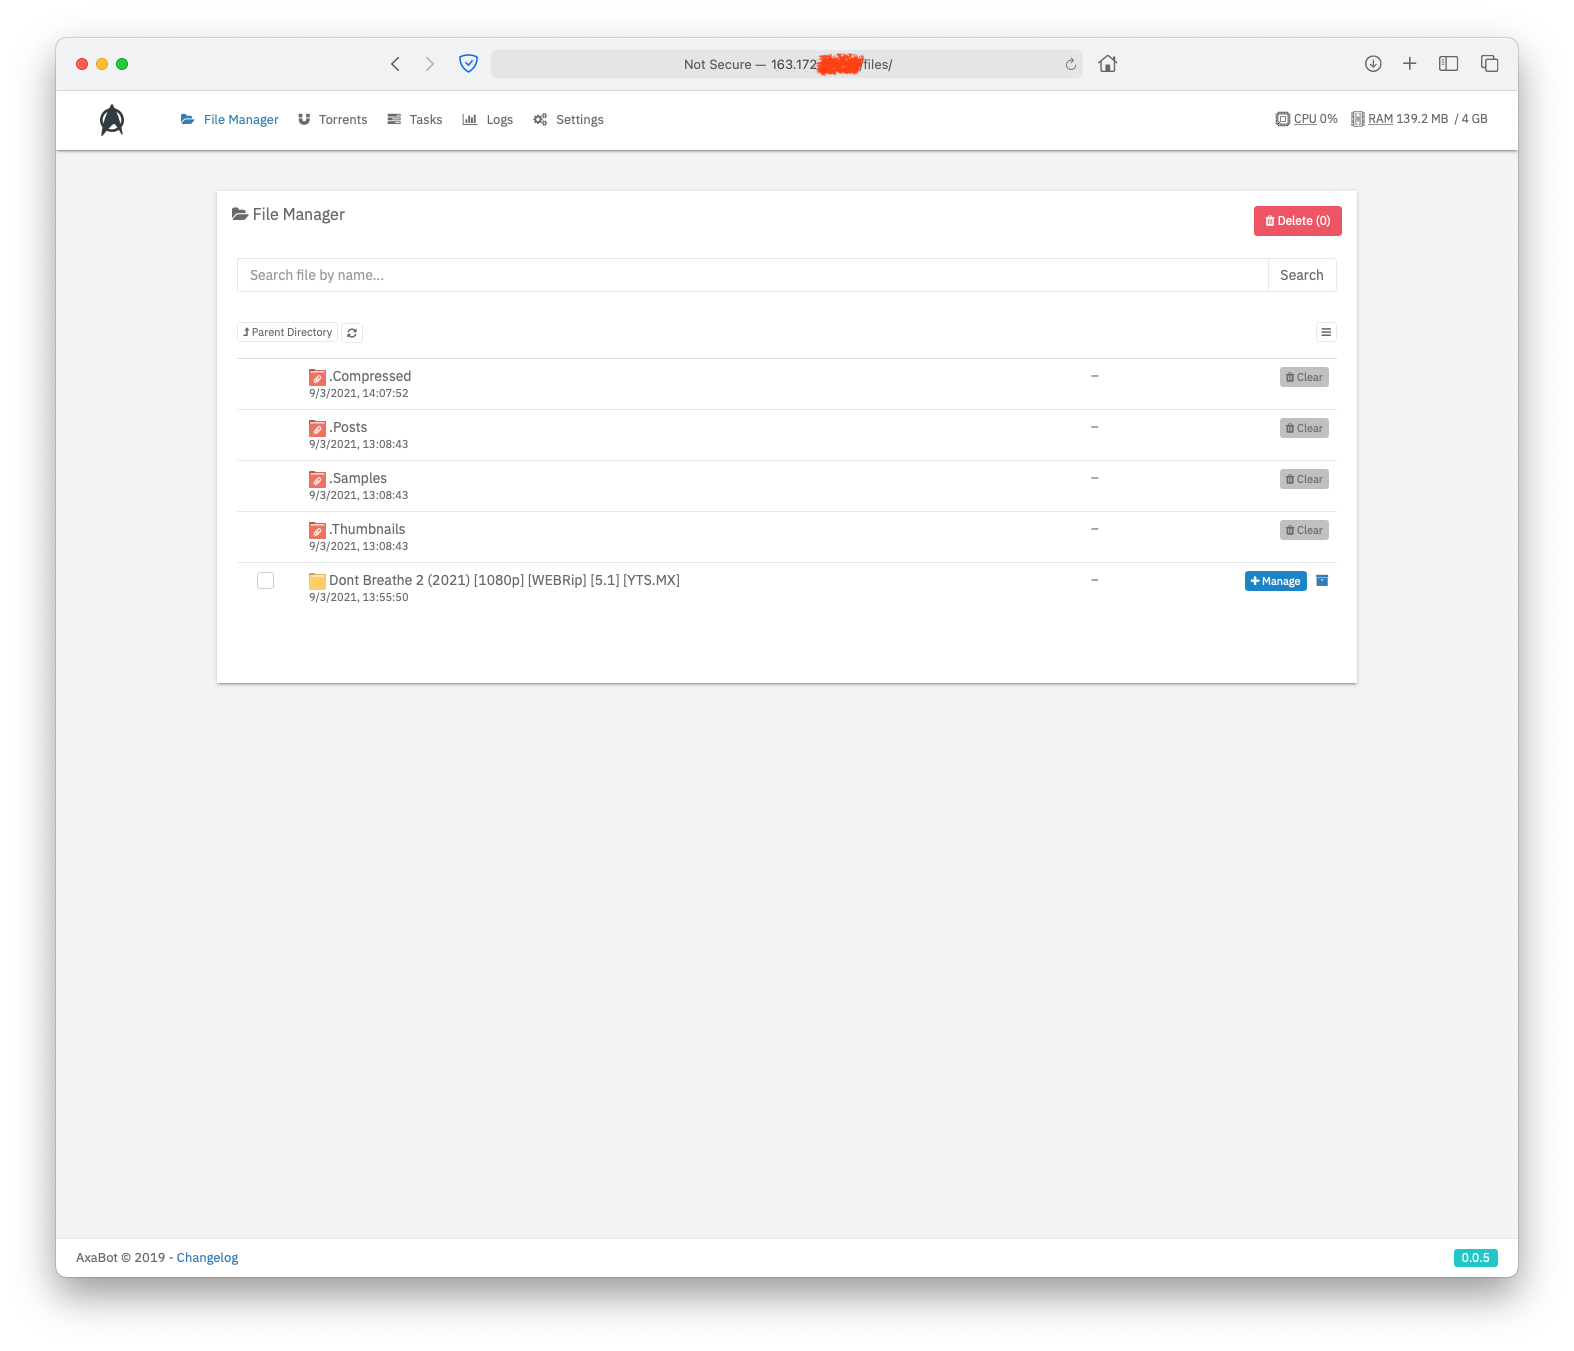 Not Secure — 163.172 /files/
File Manager Torrents Tasks Logs Settings CPU 0% RAM 139.2 MB / 4 GB
File Manager
Delete (0)
Search file by name... Search
Parent Directory
.Compressed – Clear
9/3/2021, 14:07:52
.Posts – Clear
9/3/2021, 13:08:43
.Samples – Clear
9/3/2021, 13:08:43
.Thumbnails – Clear
9/3/2021, 13:08:43
Dont Breathe 2 (2021) [1080p] [WEBRip] [5.1] [YTS.MX] – Manage
9/3/2021, 13:55:50
AxaBot © 2019 - Changelog 0.0.5